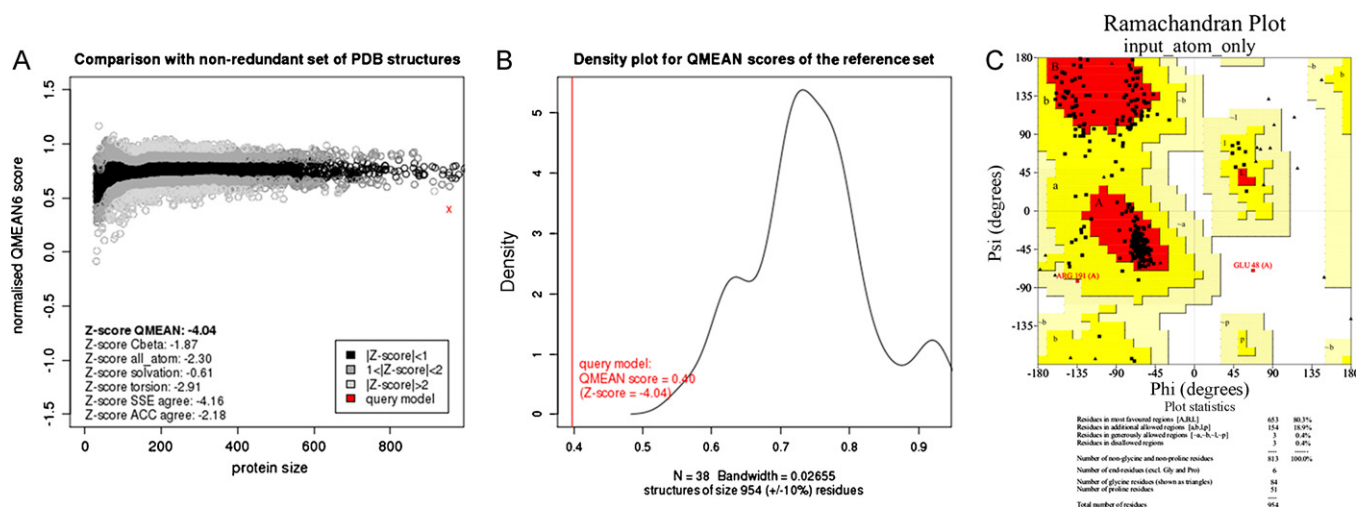 A
Comparison with non-redundant set of PDB structures
normalised QMEAN6 score
1.5
1.0
0.5
0.0
-0.5
-1.0
-1.5
Z-score QMEAN: -4.04
Z-score Cbeta: -1.87
Z-score all_atom: -2.30
Z-score solvation: -0.61
Z-score torsion: -2.91
Z-score SSE agree: -4.16
Z-score ACC agree: -2.18
|Z-score|<1
1<|Z-score|<2
|Z-score|>2
query model
x
0 200 400 600 800
protein size
B
Density plot for QMEAN scores of the reference set
Density
5
4
3
2
1
0
query model:
QMEAN score = 0.40
(Z-score = -4.04)
0.4 0.5 0.6 0.7 0.8 0.9
N = 38 Bandwidth = 0.02655
structures of size 954 (+/-10%) residues
C
Ramachandran Plot
input_atom_only
Psi (degrees)
180
135
90
45
0
-45
-90
-135
B
~b
b
b
~b
~l
l
a
A
~a
GLU 48 (A)
ARG 191 (A)
~b
~p
b
p
~b
-180 -135 -90 -45 0 45 90 135 180
Phi (degrees)
Plot statistics
Residues in most favoured regions [A,B,L] 653 80.3%
Residues in additional allowed regions [a,b,l,p] 154 18.9%
Residues in generously allowed regions [~a,~b,~l,~p] 3 0.4%
Residues in disallowed regions 3 0.4%
Number of non-glycine and non-proline residues 813 100.0%
Number of end-residues (excl. Gly and Pro) 6
Number of glycine residues (shown as triangles) 84
Number of proline residues 51
Total number of residues 954